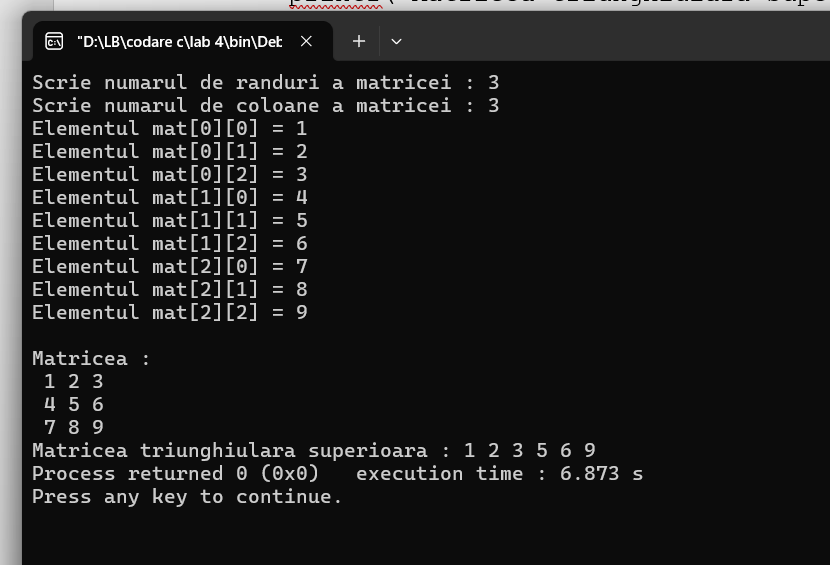 "D:\LB\codare c\lab 4\bin\Deb
Scrie numarul de randuri a matricei : 3
Scrie numarul de coloane a matricei : 3
Elementul mat[0][0] = 1
Elementul mat[0][1] = 2
Elementul mat[0][2] = 3
Elementul mat[1][0] = 4
Elementul mat[1][1] = 5
Elementul mat[1][2] = 6
Elementul mat[2][0] = 7
Elementul mat[2][1] = 8
Elementul mat[2][2] = 9
Matricea :
1 2 3
4 5 6
7 8 9
Matricea triunghiulara superioara : 1 2 3 5 6 9
Process returned 0 (0x0)   execution time : 6.873 s
Press any key to continue.